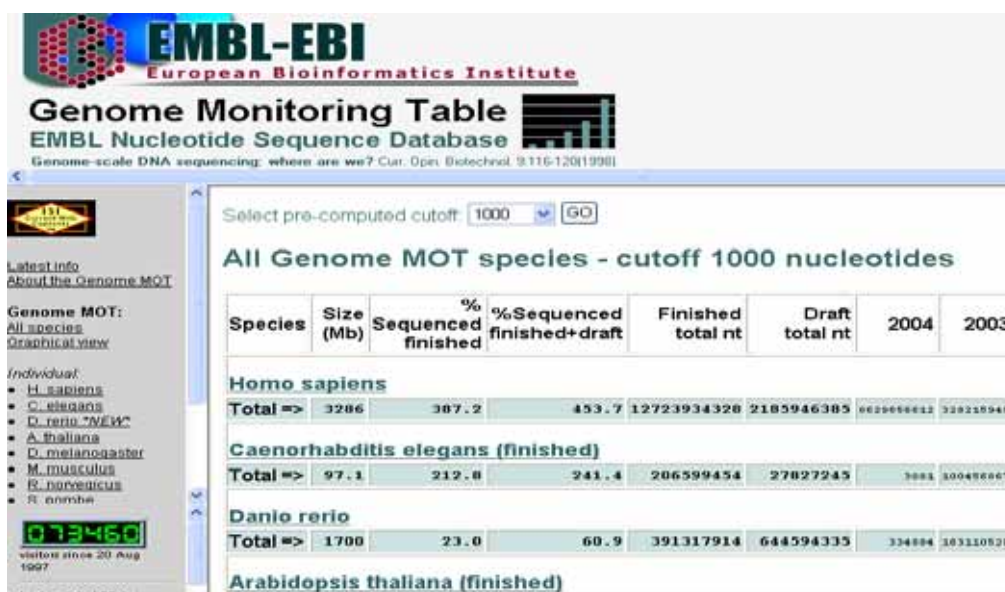 EMBL-EBI
European Bioinformatics Institute
Genome Monitoring Table
EMBL Nucleotide Sequence Database
Genome-scale DNA sequencing: where are we? Curr. Opin. Biotechnol. 9:116-120(1998)
Latest info
About the Genome MOT
Genome MOT:
All species
Graphical view
Individual:
H. sapiens
C. elegans
D. rerio *NEW*
A. thaliana
D. melanogaster
M. musculus
R. norvegicus
S. pombe
073460
visitors since 20 Aug
1997
Select pre-computed cutoff: 1000 GO
All Genome MOT species - cutoff 1000 nucleotides
Species Size (Mb) % Sequenced finished %Sequenced finished+draft Finished total nt Draft total nt 2004 2003
Homo sapiens
Total => 3286 387.2 453.7 12723934328 2185946385
Caenorhabditis elegans (finished)
Total => 97.1 212.8 241.4 206599454 27827245
Danio rerio
Total => 1700 23.0 60.9 391317914 644594335 334884
Arabidopsis thaliana (finished)